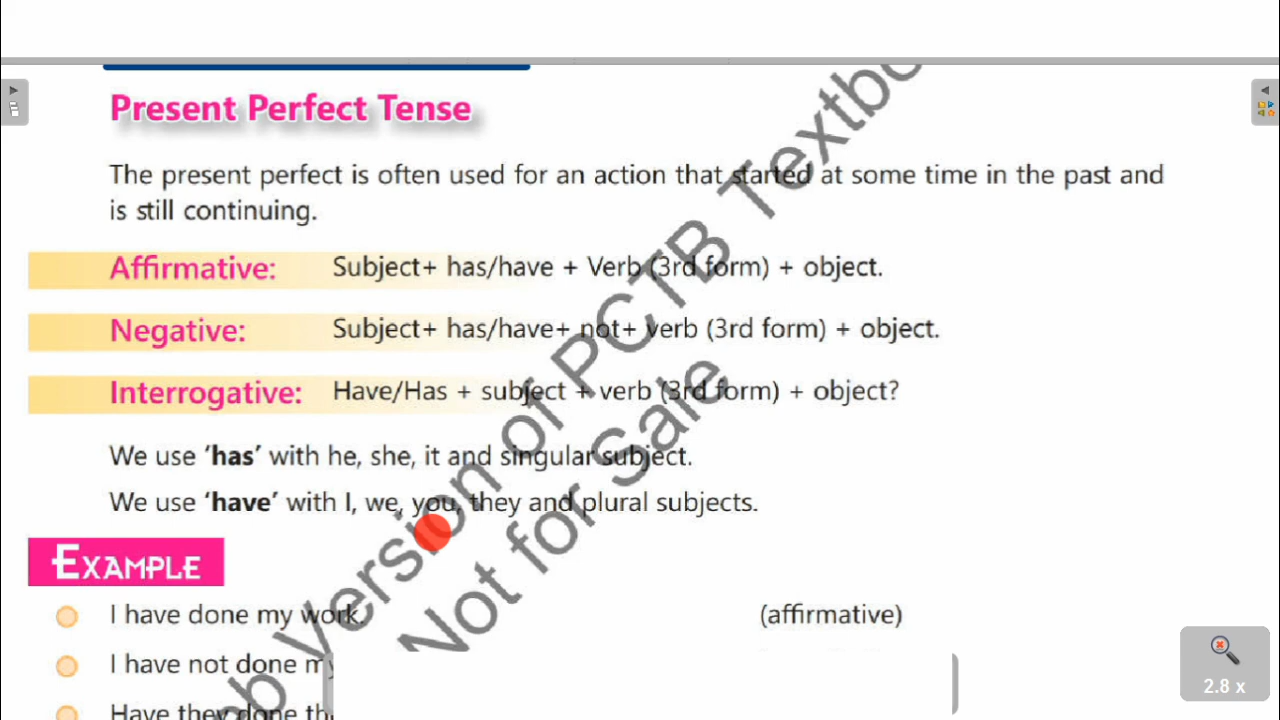 Present Perfect Tense
The present perfect is often used for an action that started at some time in the past and
is still continuing.
Affirmative: Subject+ has/have + Verb (3rd form) + object.
Negative: Subject+ has/have+ not+ verb (3rd form) + object.
Interrogative: Have/Has + subject + verb (3rd form) + object?
We use ‘has’ with he, she, it and singular subject.
We use ‘have’ with I, we, you, they and plural subjects.
EXAMPLE
I have done my work. (affirmative)
I have not done my
Have they done
Version of PCTB
Not for Sale
2.8 x